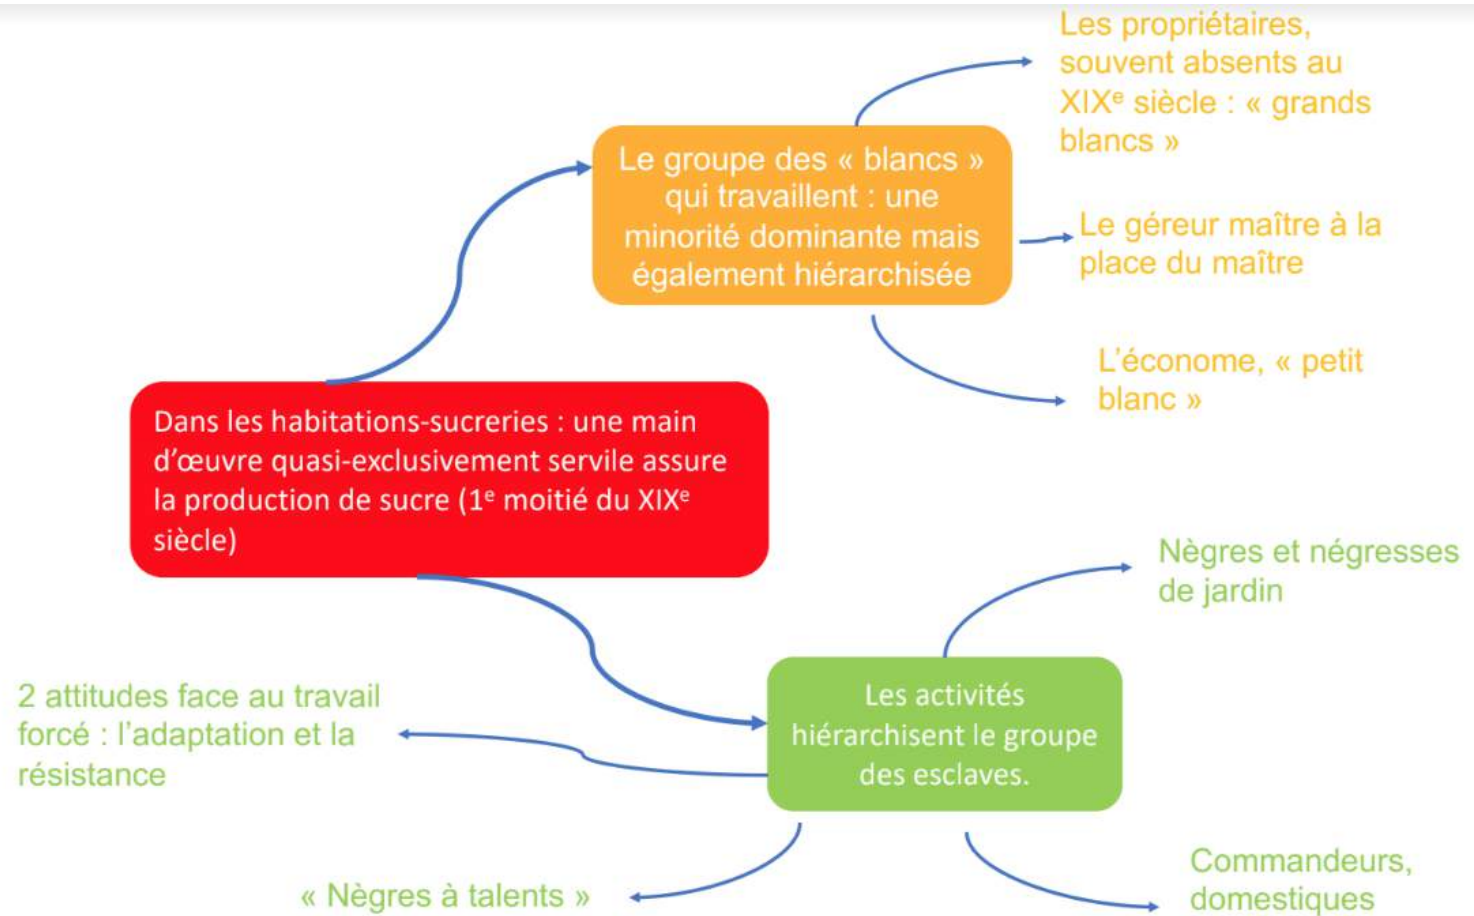 Les propriétaires,
souvent absents au
XIXᵉ siècle : « grands
blancs »
Le groupe des « blancs »
qui travaillent : une
minorité dominante mais
également hiérarchisée
Le géreur maître à la
place du maître
L'économe, « petit
blanc »
Dans les habitations-sucreries : une main
d'œuvre quasi-exclusivement servile assure
la production de sucre (1ᵉ moitié du XIXᵉ
siècle)
Nègres et négresses
de jardin
Les activités
hiérarchisent le groupe
des esclaves.
2 attitudes face au travail
forcé : l'adaptation et la
résistance
« Nègres à talents »
Commandeurs,
domestiques